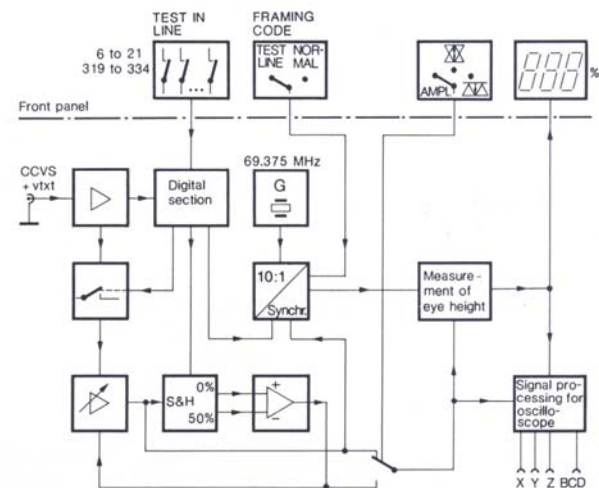 TEST IN
LINE
FRAMING
CODE
6 to 21
319 to 334
...
TEST NOR-
LINE MAL
AMPL
%
Front panel
CCVS
+ vtxt
Digital
section
69.375 MHz
G
10:1
Synchr.
Measure-
ment of
eye height
S&H
0%
50%
+
−
Signal pro-
cessing for
oscillo-
scope
X Y Z BCD